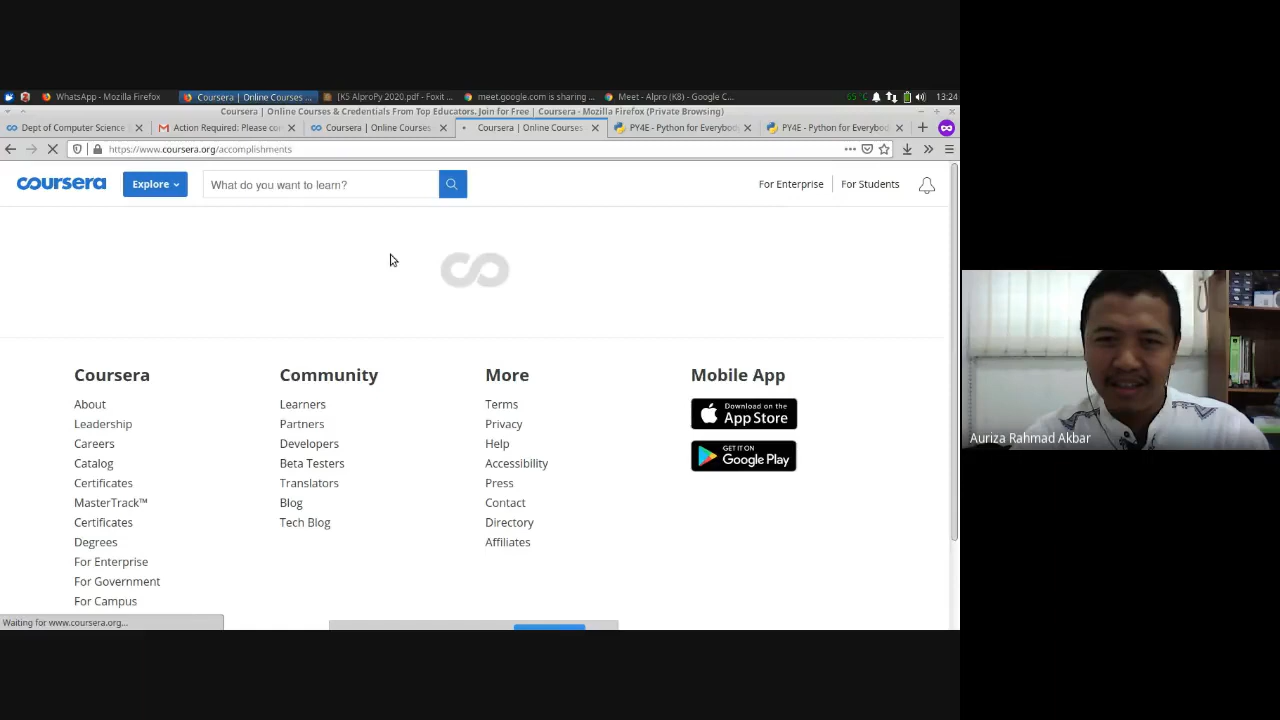 WhatsApp - Mozilla Firefox
Coursera | Online Courses ...
[K5 AlproPy 2020.pdf - Foxit ...
meet.google.com is sharing ...
Meet - Alpro (K8) - Google C...
65°C
13:24
Coursera | Online Courses & Credentials From Top Educators. Join for Free | Coursera - Mozilla Firefox (Private Browsing)
Dept of Computer Science
Action Required: Please co
Coursera | Online Courses
Coursera | Online Courses
PY4E - Python for Everybody
PY4E - Python for Everybod
https://www.coursera.org/accomplishments
coursera
Explore
What do you want to learn?
For Enterprise
For Students
Coursera
About
Leadership
Careers
Catalog
Certificates
MasterTrack™
Certificates
Degrees
For Enterprise
For Government
For Campus
Community
Learners
Partners
Developers
Beta Testers
Translators
Blog
Tech Blog
More
Terms
Privacy
Help
Accessibility
Press
Contact
Directory
Affiliates
Mobile App
Download on the
App Store
GET IT ON
Google Play
Waiting for www.coursera.org...
Auriza Rahmad Akbar